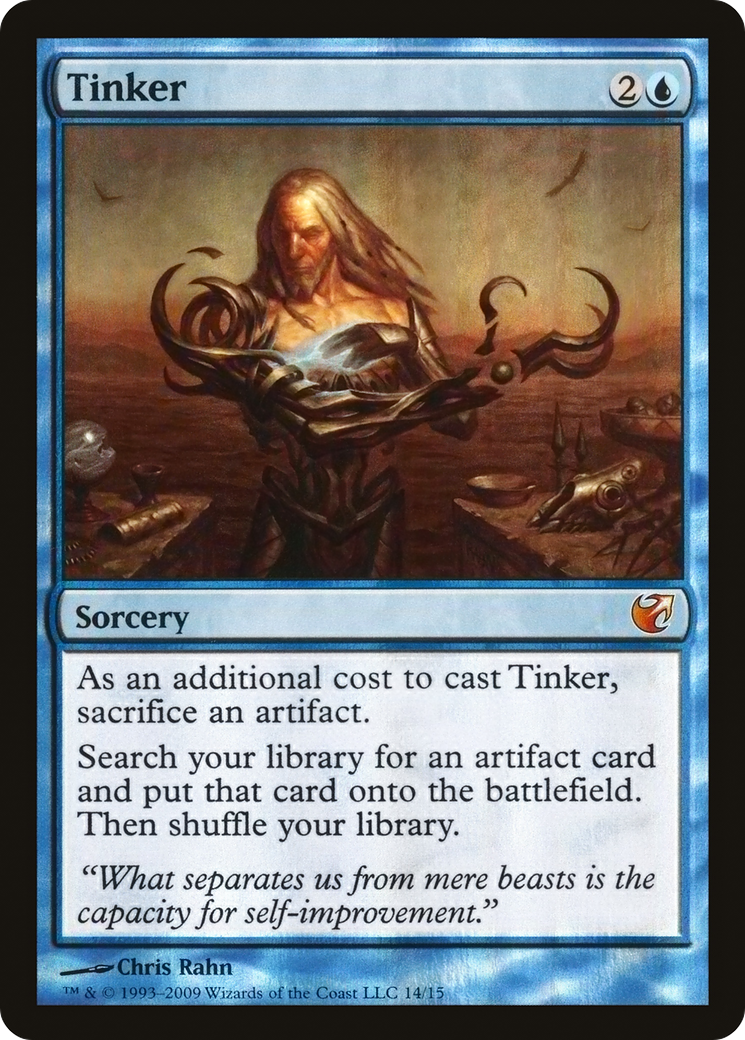 Tinker 2
Sorcery
As an additional cost to cast Tinker,
sacrifice an artifact.
Search your library for an artifact card
and put that card onto the battlefield.
Then shuffle your library.
“What separates us from mere beasts is the
capacity for self-improvement.”
Chris Rahn
™ & © 1993–2009 Wizards of the Coast LLC 14/15